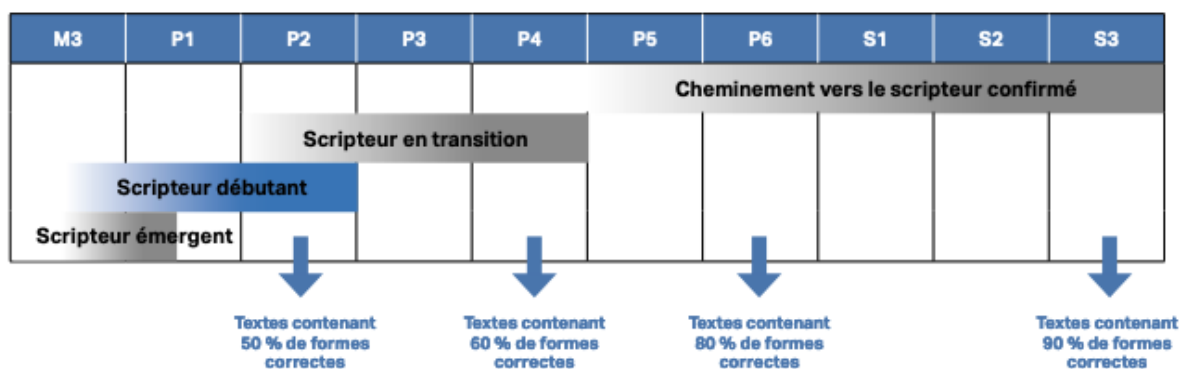 M3 P1 P2 P3 P4 P5 P6 S1 S2 S3
Cheminement vers le scripteur confirmé
Scripteur en transition
Scripteur débutant
Scripteur émergent
Textes contenant
50 % de formes
correctes
Textes contenant
60 % de formes
correctes
Textes contenant
80 % de formes
correctes
Textes contenant
90 % de formes
correctes